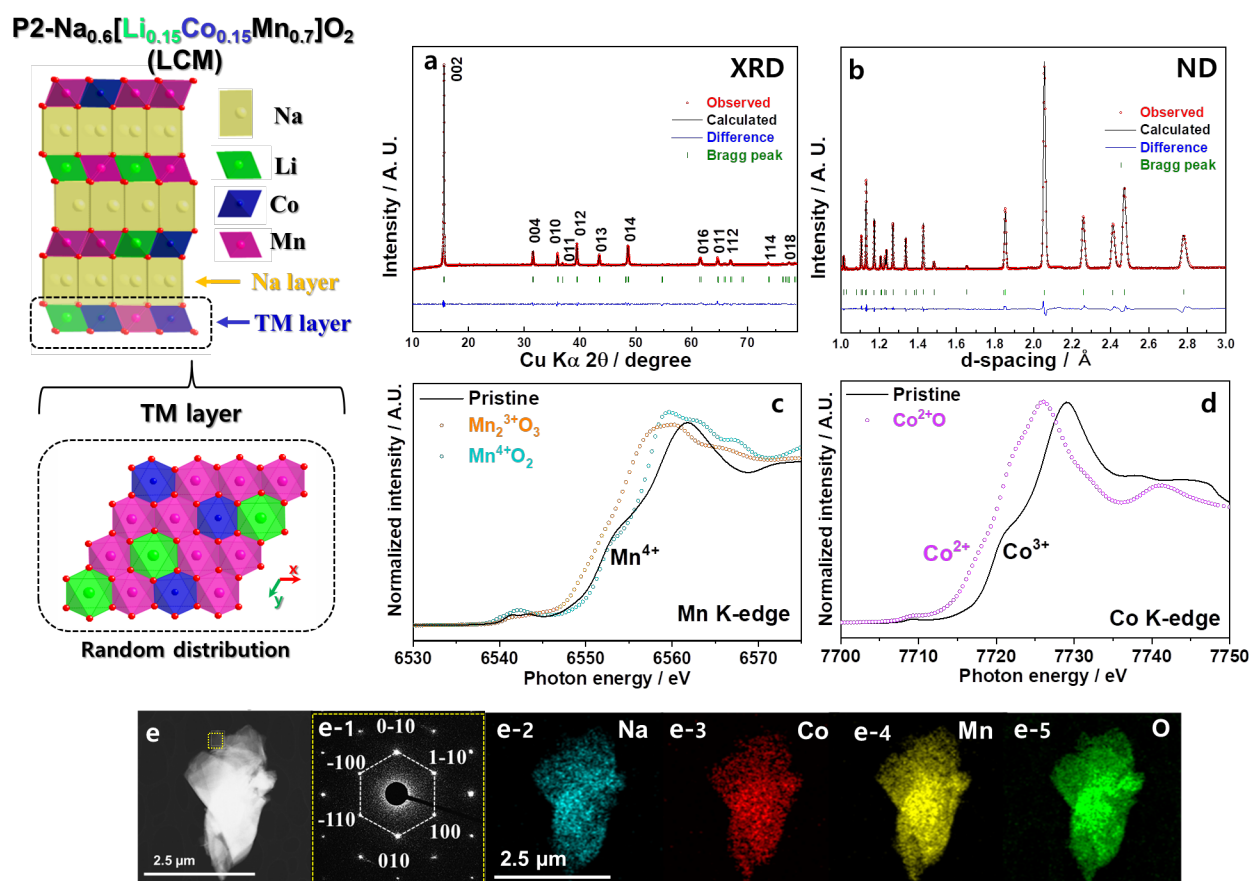 P2-Na0.6[Li0.15Co0.15Mn0.7]O2
(LCM)
Na
Li
Co
Mn
Na layer
TM layer
TM layer
x
y
Random distribution
a
XRD
002
Observed
Calculated
Difference
Bragg peak
004
010
011
012
013
014
016
011
112
114
018
Intensity / A. U.
10 20 30 40 50 60 70
Cu Kα 2θ / degree
b
ND
Observed
Calculated
Difference
Bragg peak
Intensity / A. U.
1.0 1.2 1.4 1.6 1.8 2.0 2.2 2.4 2.6 2.8 3.0
d-spacing / Å
Pristine
Mn23+O3
Mn4+O2
c
Mn4+
Mn K-edge
Normalized intensity / A.U.
6530 6540 6550 6560 6570
Photon energy / eV
Pristine
Co2+O
d
Co2+
Co3+
Co K-edge
Normalized intensity / A.U.
7700 7710 7720 7730 7740 7750
Photon energy / eV
e
2.5 µm
e-1
0-10
-100
1-10
-110
100
010
e-2
Na
2.5 µm
e-3
Co
e-4
Mn
e-5
O